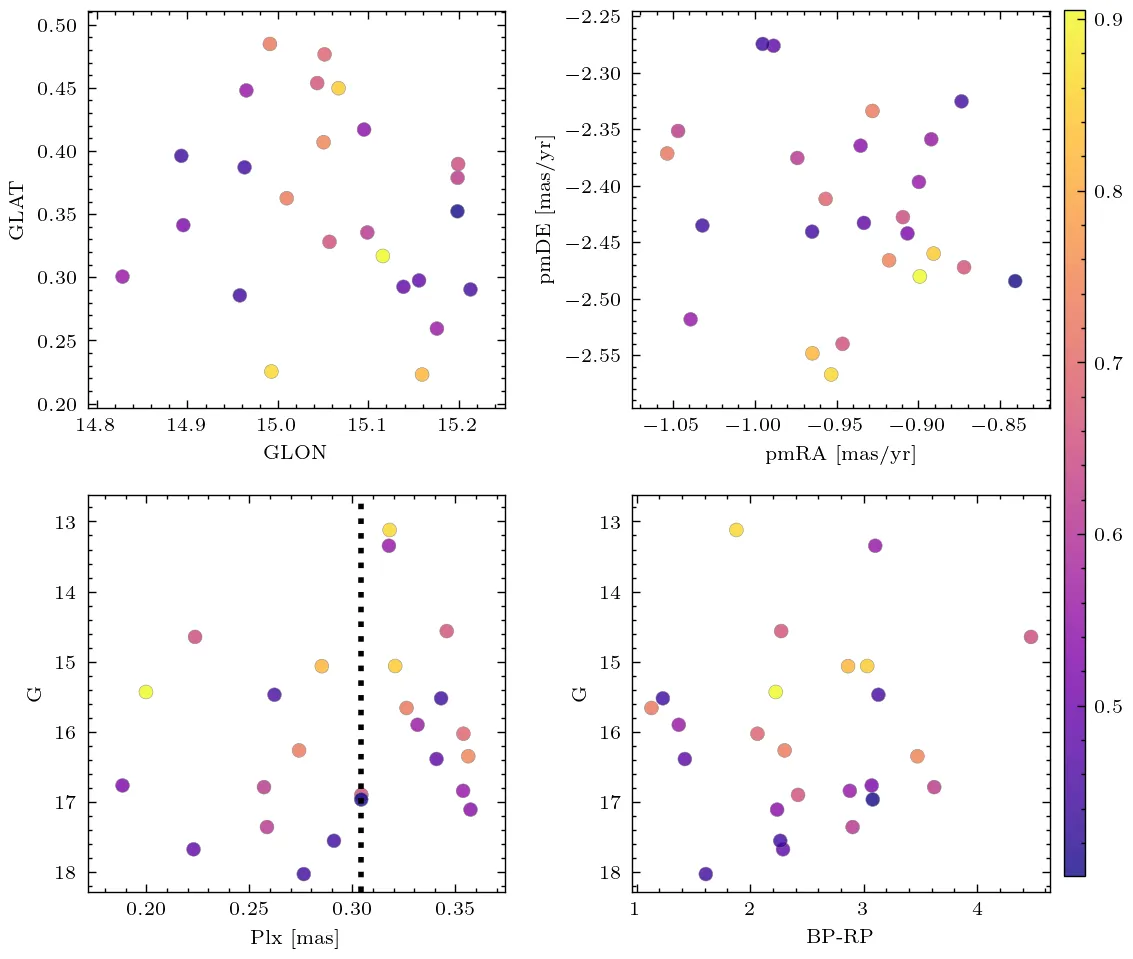 0.50
0.45
0.40
0.35
0.30
0.25
0.20
GLAT
14.8 14.9 15.0 15.1 15.2
GLON
−2.25
−2.30
−2.35
−2.40
−2.45
−2.50
−2.55
pmDE [mas/yr]
−1.05 −1.00 −0.95 −0.90 −0.85
pmRA [mas/yr]
0.9
0.8
0.7
0.6
0.5
13
14
15
16
17
18
G
0.20 0.25 0.30 0.35
Plx [mas]
13
14
15
16
17
18
G
1 2 3 4
BP-RP